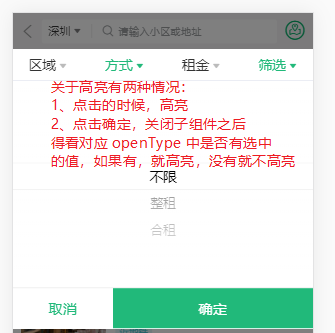 深圳 请输入小区或地址
区域 方式 租金 筛选
关于高亮有两种情况：
1、点击的时候，高亮
2、点击确定，关闭子组件之后
得看对应 openType 中是否有选中
的值，如果有，就高亮，没有就不高亮
不限
整租
合租
取消 确定